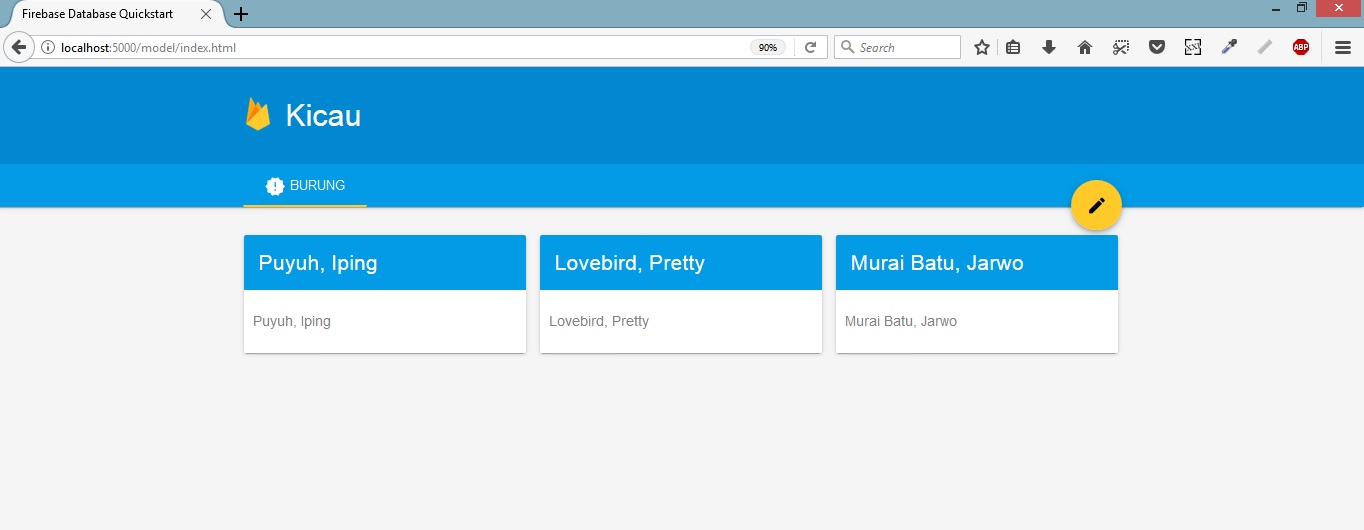 Firebase Database Quickstart
localhost:5000/model/index.html
90%
Search
ABP
Kicau
BURUNG
Puyuh, Iping
Puyuh, Iping
Lovebird, Pretty
Lovebird, Pretty
Murai Batu, Jarwo
Murai Batu, Jarwo